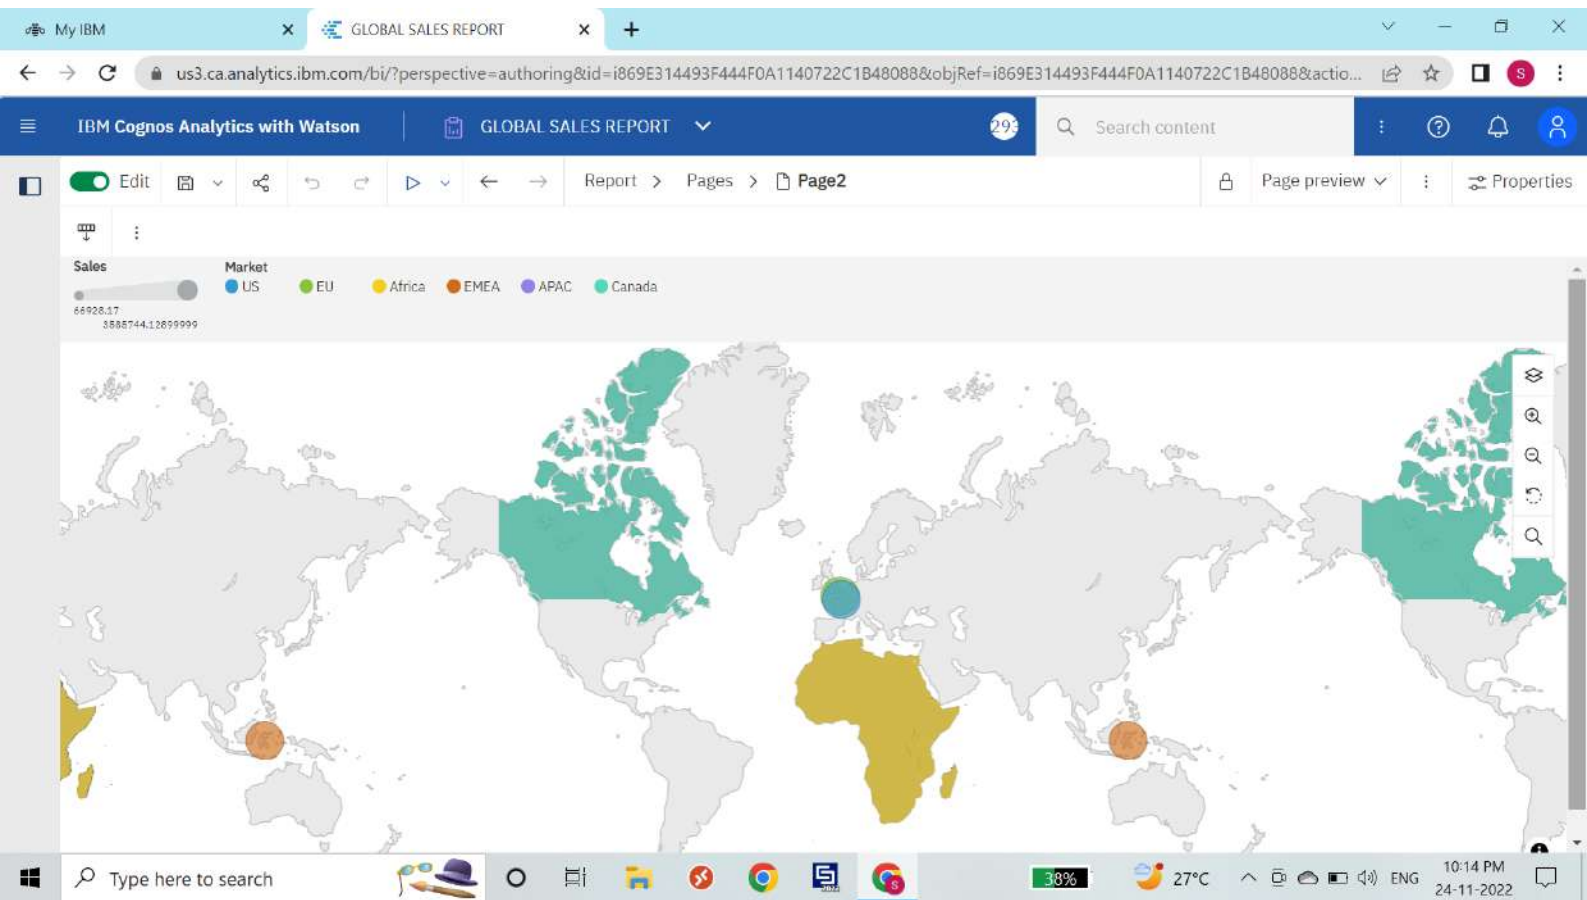 My IBM
GLOBAL SALES REPORT
us3.ca.analytics.ibm.com/bi/?perspective=authoring&id=i869E314493F444F0A1140722C1B48088&objRef=i869E314493F444F0A1140722C1B48088&actio...
S
IBM Cognos Analytics with Watson
GLOBAL SALES REPORT
293
Search content
Edit
Report > Pages > Page2
Page preview
Properties
Sales
Market
US
EU
Africa
EMEA
APAC
Canada
66928.17
3585744.12899999
Type here to search
38%
27°C
ENG
10:14 PM
24-11-2022